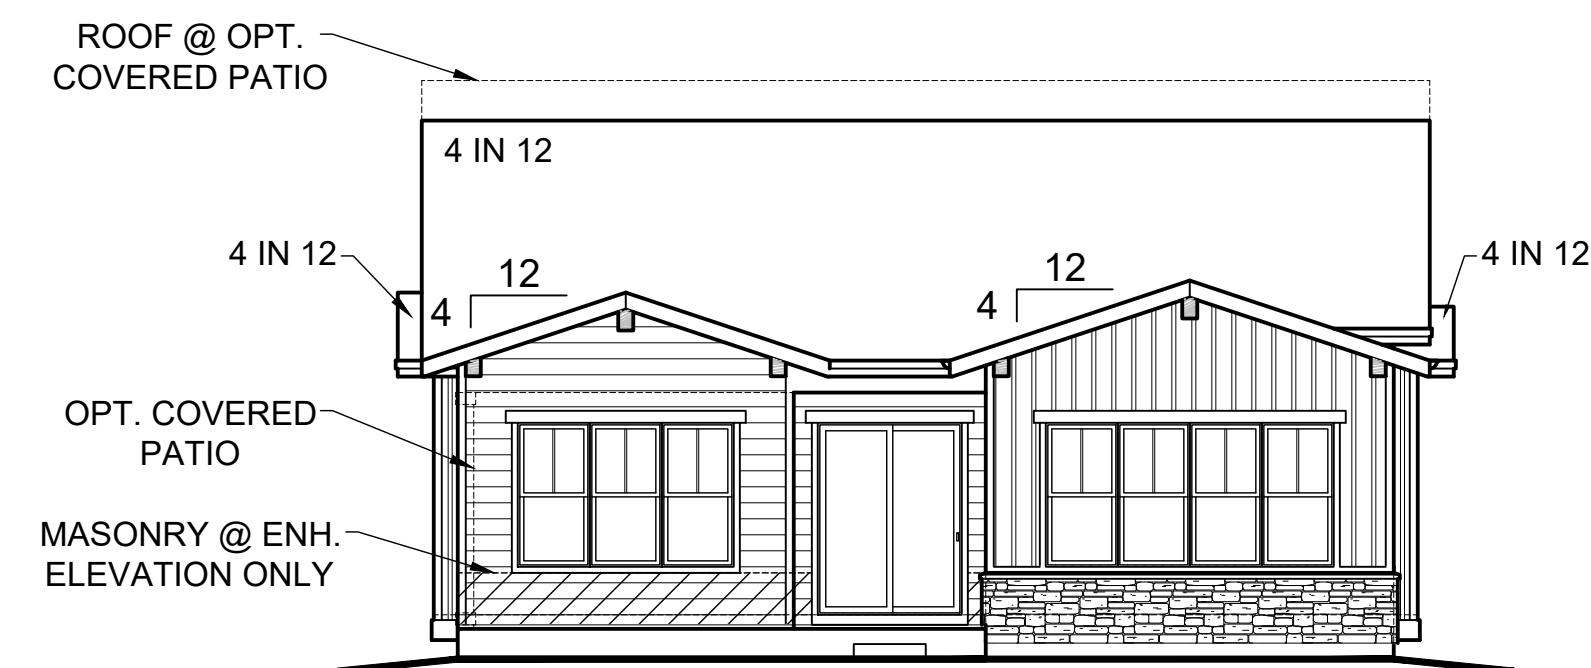 ROOF @ OPT.
COVERED PATIO
4 IN 12
4 IN 12
4 IN 12
12
4
12
4
OPT. COVERED
PATIO
MASONRY @ ENH.
ELEVATION ONLY